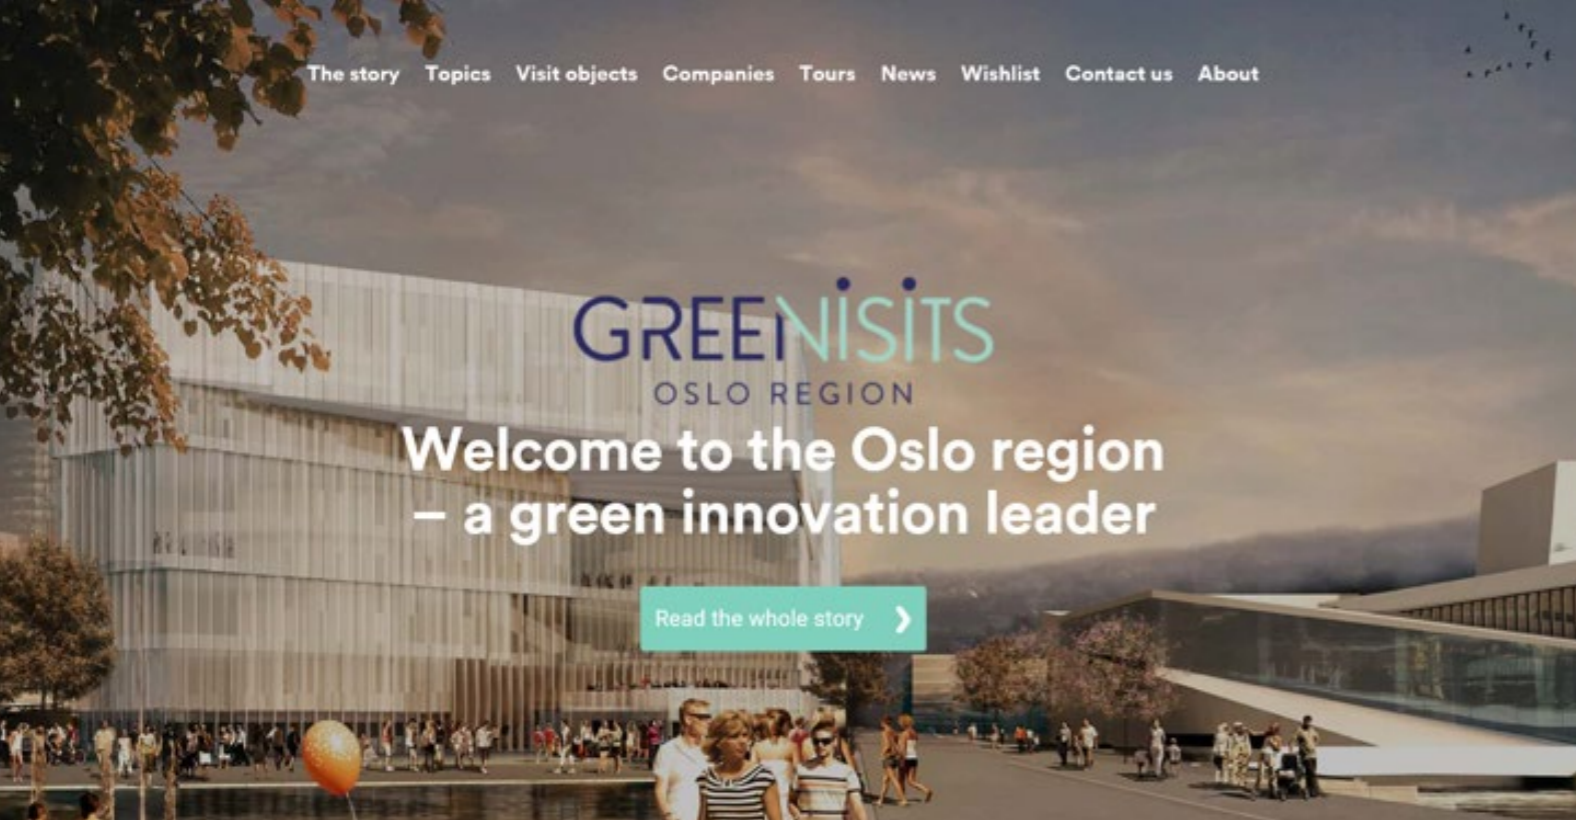 The story Topics Visit objects Companies Tours News Wishlist Contact us About
GREENVISITS
OSLO REGION
Welcome to the Oslo region
– a green innovation leader
Read the whole story